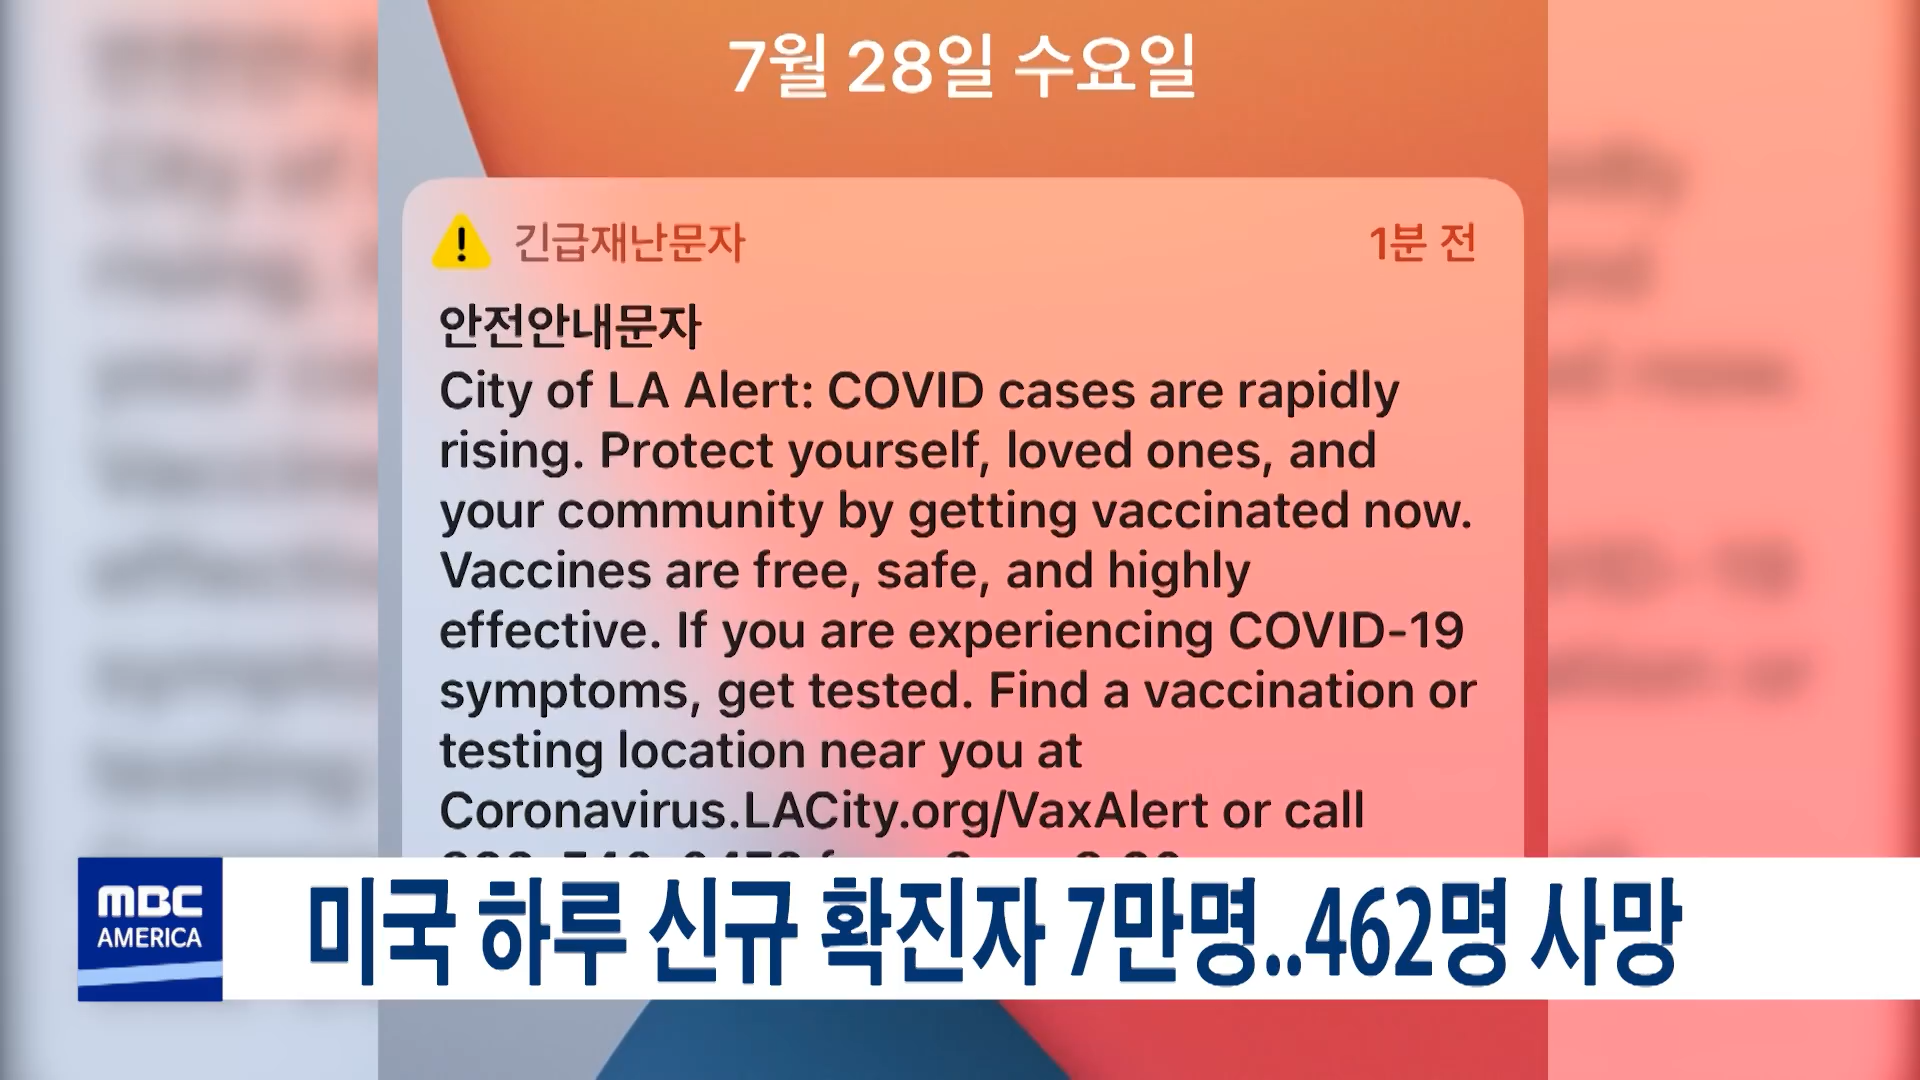 7월 28일 수요일
긴급재난문자
1분 전
안전안내문자
City of LA Alert: COVID cases are rapidly
rising. Protect yourself, loved ones, and
your community by getting vaccinated now.
Vaccines are free, safe, and highly
effective. If you are experiencing COVID-19
symptoms, get tested. Find a vaccination or
testing location near you at
Coronavirus.LACity.org/VaxAlert or call
MBC
AMERICA
미국 하루 신규 확진자 7만명..462명 사망